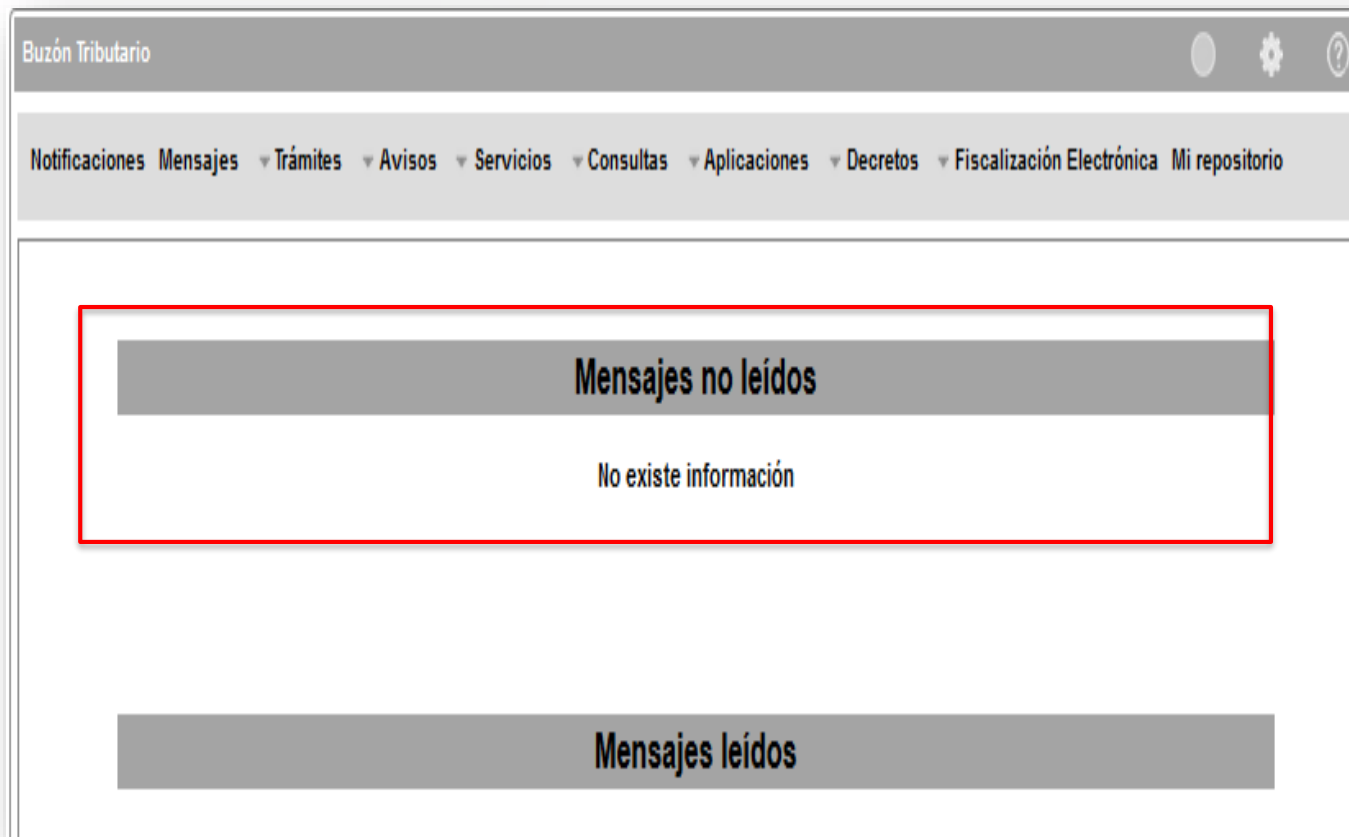 Buzón Tributario
Notificaciones Mensajes Trámites Avisos Servicios Consultas Aplicaciones Decretos Fiscalización Electrónica Mi repositorio
Mensajes no leídos
No existe información
Mensajes leídos